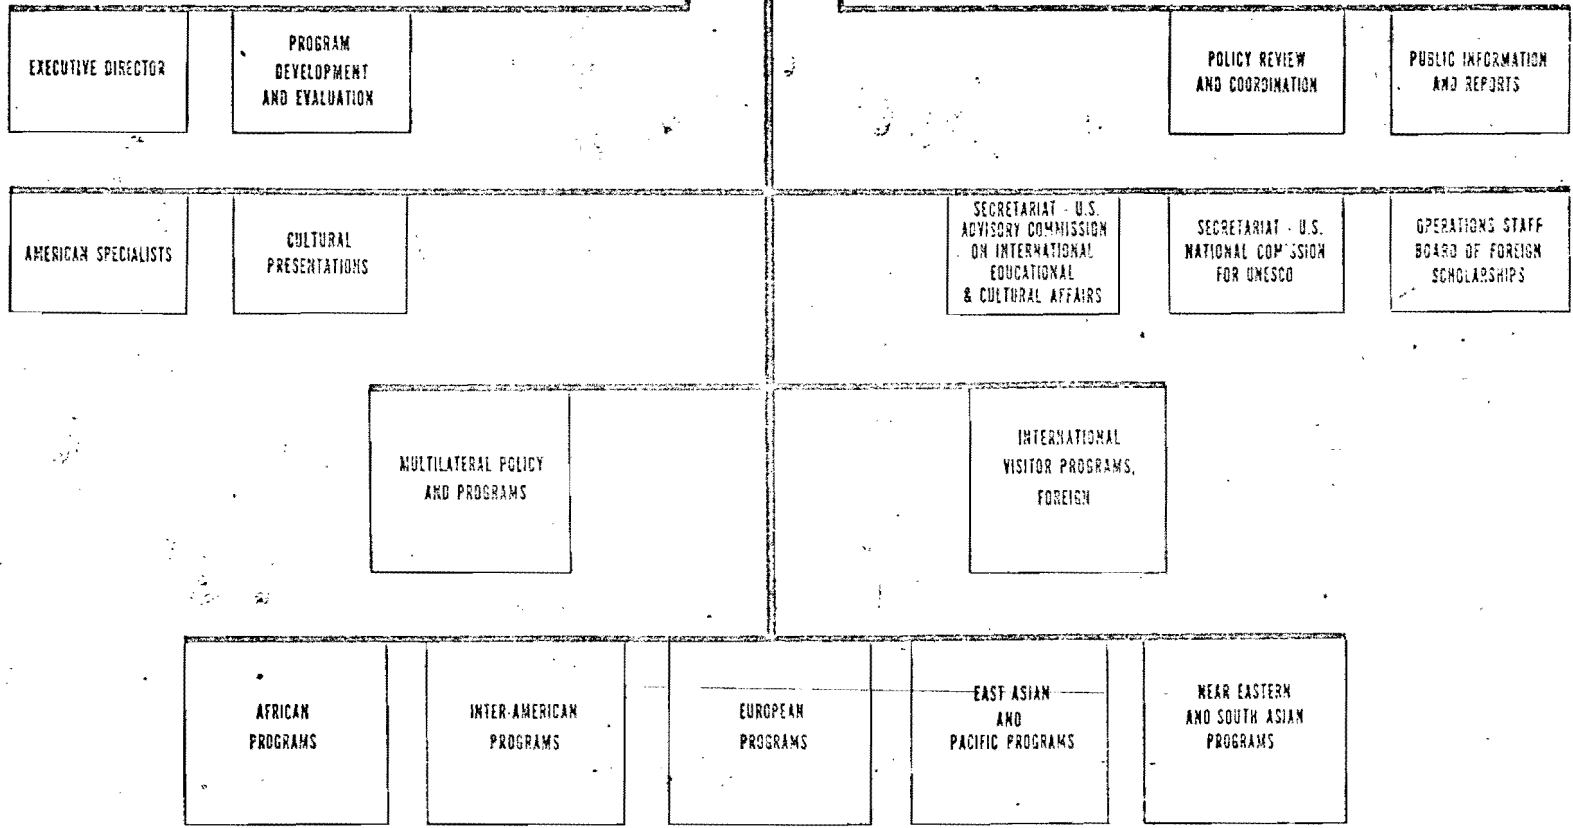 EXECUTIVE DIRECTOR
PROGRAM
DEVELOPMENT
AND EVALUATION
POLICY REVIEW
AND COORDINATION
PUBLIC INFORMATION
AND REPORTS
AMERICAN SPECIALISTS
CULTURAL
PRESENTATIONS
SECRETARIAT - U.S.
ADVISORY COMMISSION
ON INTERNATIONAL
EDUCATIONAL
& CULTURAL AFFAIRS
SECRETARIAT - U.S.
NATIONAL
FOR UNESCO
OPERATIONS STAFF
BOARD OF FOREIGN
SCHOLARSHIPS
MULTILATERAL POLICY
AND PROGRAMS
INTERNATIONAL
VISITOR PROGRAMS,
FOREIGN
AFRICAN
PROGRAMS
INTER-AMERICAN
PROGRAMS
EUROPEAN
PROGRAMS
EAST ASIAN
AND
PACIFIC PROGRAMS
NEAR EASTERN
AND SOUTH ASIAN
PROGRAMS